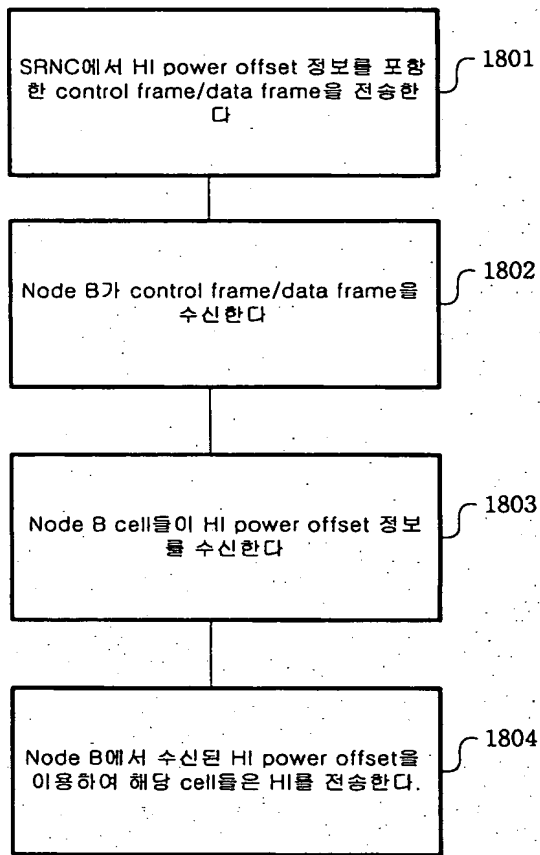 SRNC에서 HI power offset 정보를 포함
한 control frame/data frame을 전송한
다
1801
Node B가 control frame/data frame을
수신한다
1802
Node B cell들이 HI power offset 정보
를 수신한다
1803
Node B에서 수신된 HI power offset을
이용하여 해당 cell들은 HI를 전송한다.
1804